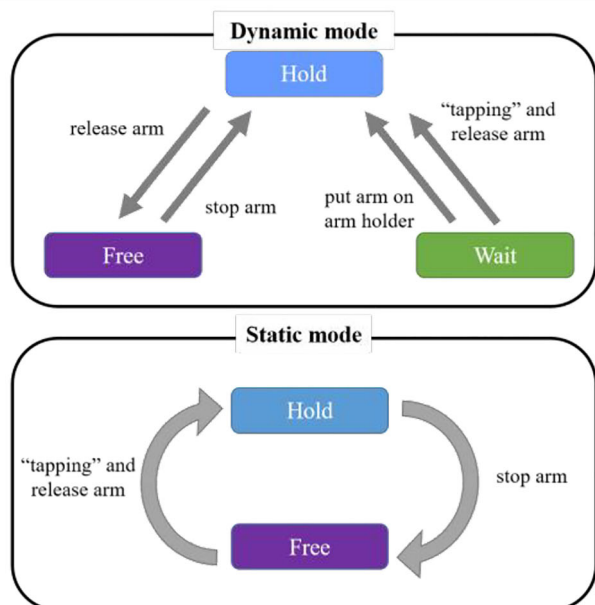 Dynamic mode
Hold
release arm
stop arm
“tapping” and
release arm
put arm on
arm holder
Free
Wait
Static mode
Hold
“tapping” and
release arm
stop arm
Free